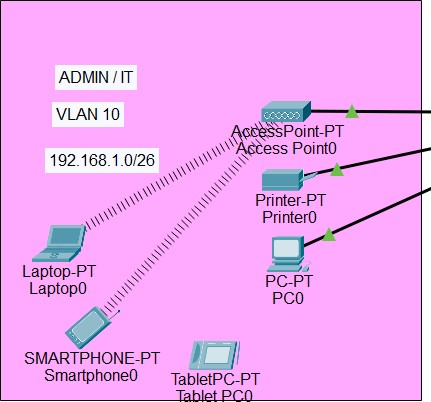 ADMIN / IT
VLAN 10
192.168.1.0/26
AccessPoint-PT
Access Point0
Printer-PT
Printer0
PC-PT
PC0
Laptop-PT
Laptop0
SMARTPHONE-PT
Smartphone0
TabletPC-PT
Tablet PC0